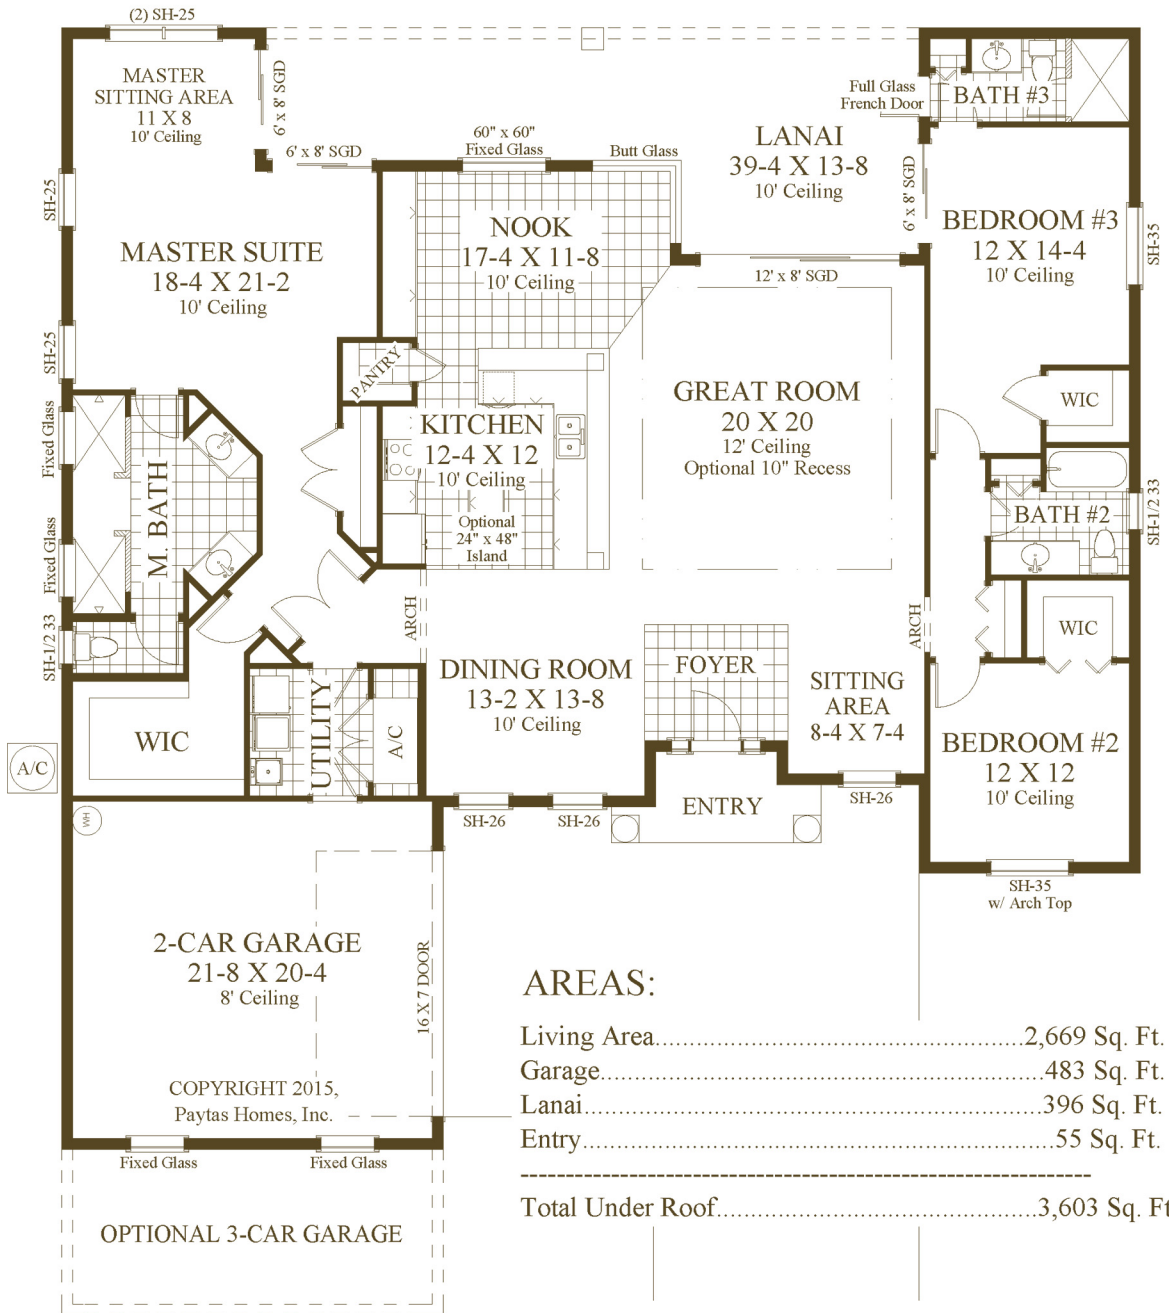 (2) SH-25
MASTER
SITTING AREA
11 X 8
10' Ceiling
6' x 8' SGD
6' x 8' SGD
60" x 60"
Fixed Glass
Butt Glass
LANAI
39-4 X 13-8
10' Ceiling
Full Glass
French Door
BATH #3
6' x 8' SGD
SH-25
MASTER SUITE
18-4 X 21-2
10' Ceiling
SH-25
NOOK
17-4 X 11-8
10' Ceiling
12' x 8' SGD
BEDROOM #3
12 X 14-4
10' Ceiling
SH-35
PANTRY
GREAT ROOM
20 X 20
12' Ceiling
Optional 10" Recess
WIC
KITCHEN
12-4 X 12
10' Ceiling
Optional
24" x 48"
Island
Fixed Glass
Fixed Glass
M. BATH
BATH #2
SH-1/2 33
SH-1/2 33
ARCH
ARCH
WIC
DINING ROOM
13-2 X 13-8
10' Ceiling
FOYER
SITTING
AREA
8-4 X 7-4
WIC
UTILITY
A/C
A/C
BEDROOM #2
12 X 12
10' Ceiling
SH-26
SH-26
ENTRY
SH-26
WH
SH-35
w/ Arch Top
2-CAR GARAGE
21-8 X 20-4
8' Ceiling
16 X 7 DOOR
COPYRIGHT 2015,
Paytas Homes, Inc.
Fixed Glass
Fixed Glass
OPTIONAL 3-CAR GARAGE
AREAS:
Living Area..........................................................2,669 Sq. Ft.
Garage....................................................................483 Sq. Ft.
Lanai.......................................................................396 Sq. Ft.
Entry.........................................................................55 Sq. Ft.
------------------------------------------------------------------------
Total Under Roof.................................................3,603 Sq. Ft